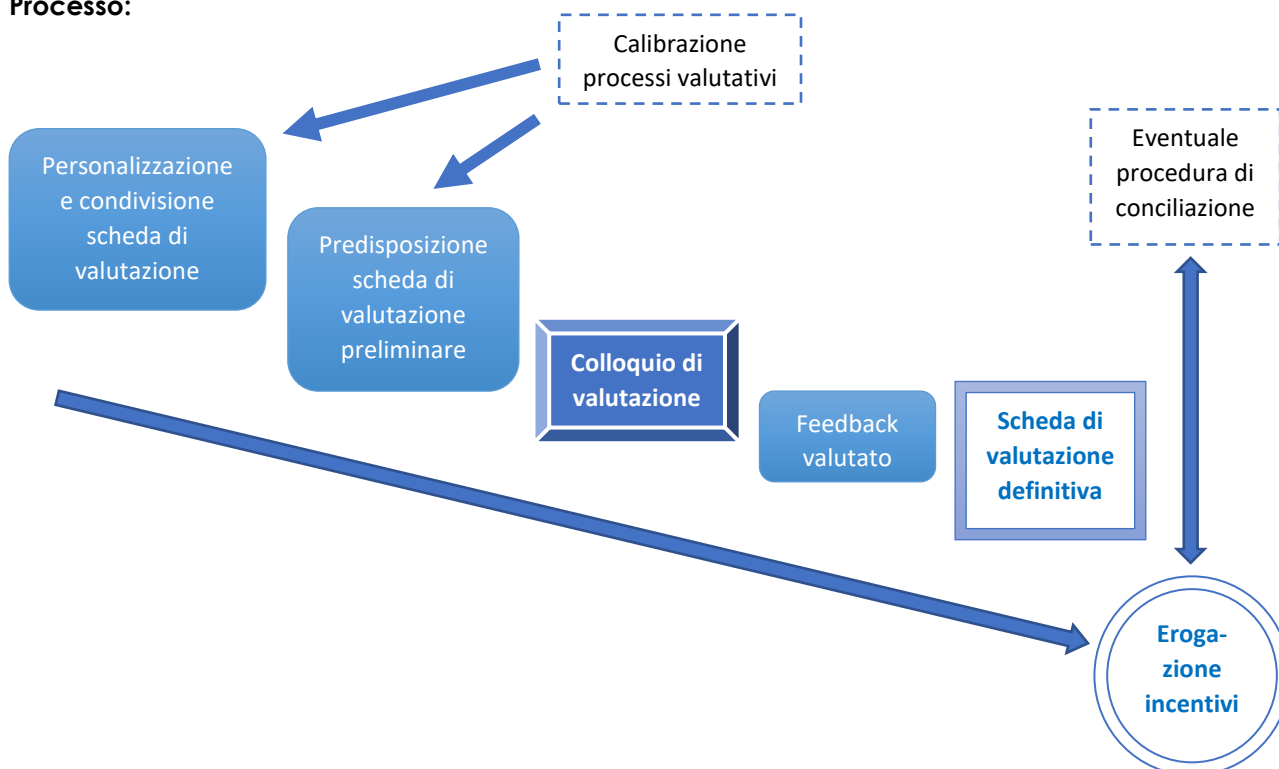 Processo:
Calibrazione
processi valutativi
Eventuale
procedura di
conciliazione
Personalizzazione
e condivisione
scheda di
valutazione
Predisposizione
scheda di
valutazione
preliminare
Colloquio di
valutazione
Feedback
valutato
Scheda di
valutazione
definitiva
Eroga-
zione
incentivi